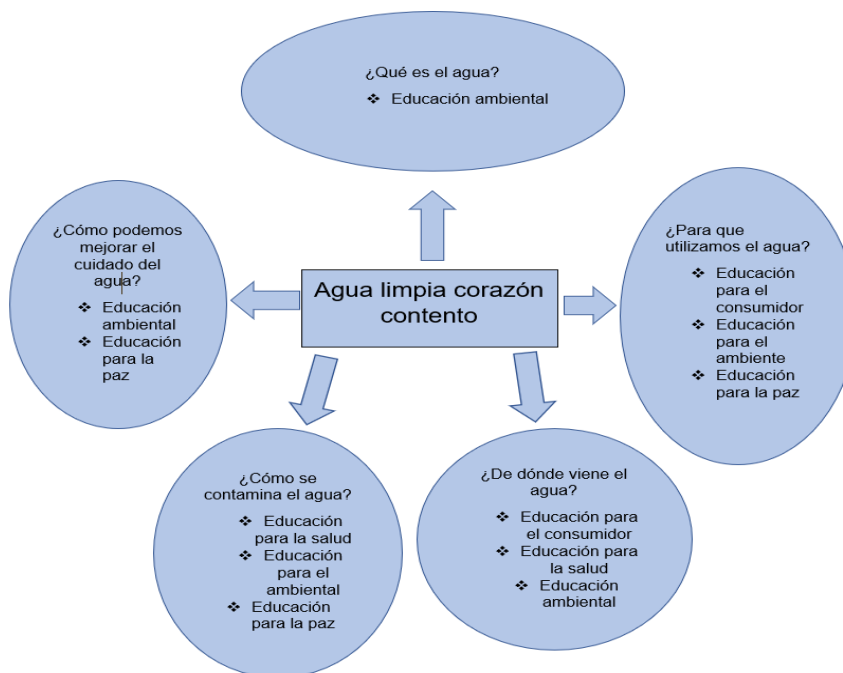 ¿Qué es el agua?
❖ Educación ambiental
¿Cómo podemos
mejorar el
cuidado del
agua?
❖ Educación
ambiental
❖ Educación
para la
paz
Agua limpia corazón
contento
¿Para que
utilizamos el agua?
❖ Educación
para el
consumidor
❖ Educación
para el
ambiente
❖ Educación
para la paz
¿Cómo se
contamina el agua?
❖ Educación
para la salud
❖ Educación
para el
ambiental
❖ Educación
para la paz
¿De dónde viene el
agua?
❖ Educación para
el consumidor
❖ Educación para
la salud
❖ Educación
ambiental